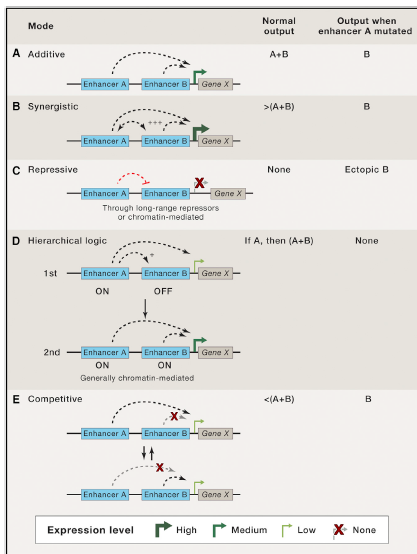 Mode
Normal output
Output when enhancer A mutated
A Additive
A+B
B
Enhancer A Enhancer B Gene X
B Synergistic
>(A+B)
B
+++
Enhancer A Enhancer B Gene X
C Repressive
None
Ectopic B
X
Enhancer A Enhancer B Gene X
Through long-range repressors
or chromatin-mediated
D Hierarchical logic
If A, then (A+B)
None
+
1st Enhancer A Enhancer B Gene X
ON OFF
2nd Enhancer A Enhancer B Gene X
ON ON
Generally chromatin-mediated
E Competitive
<(A+B)
B
X
Enhancer A Enhancer B Gene X
X
Enhancer A Enhancer B Gene X
Expression level High Medium Low X None